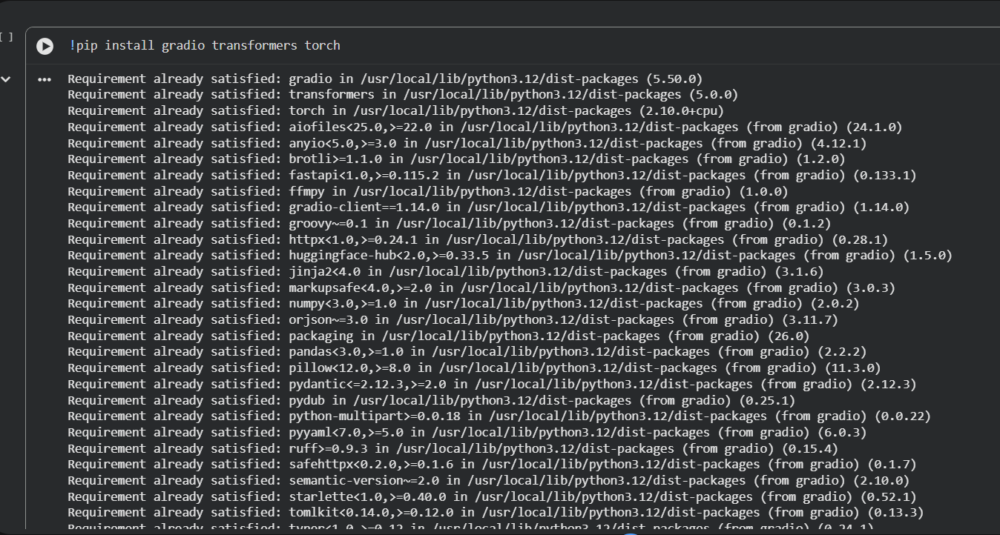 [ ]
!pip install gradio transformers torch
Requirement already satisfied: gradio in /usr/local/lib/python3.12/dist-packages (5.50.0)
Requirement already satisfied: transformers in /usr/local/lib/python3.12/dist-packages (5.0.0)
Requirement already satisfied: torch in /usr/local/lib/python3.12/dist-packages (2.10.0+cpu)
Requirement already satisfied: aiofiles<25.0,>=22.0 in /usr/local/lib/python3.12/dist-packages (from gradio) (24.1.0)
Requirement already satisfied: anyio<5.0,>=3.0 in /usr/local/lib/python3.12/dist-packages (from gradio) (4.12.1)
Requirement already satisfied: brotli>=1.1.0 in /usr/local/lib/python3.12/dist-packages (from gradio) (1.2.0)
Requirement already satisfied: fastapi<1.0,>=0.115.2 in /usr/local/lib/python3.12/dist-packages (from gradio) (0.133.1)
Requirement already satisfied: ffmpy in /usr/local/lib/python3.12/dist-packages (from gradio) (1.0.0)
Requirement already satisfied: gradio-client==1.14.0 in /usr/local/lib/python3.12/dist-packages (from gradio) (1.14.0)
Requirement already satisfied: groovy~=0.1 in /usr/local/lib/python3.12/dist-packages (from gradio) (0.1.2)
Requirement already satisfied: httpx<1.0,>=0.24.1 in /usr/local/lib/python3.12/dist-packages (from gradio) (0.28.1)
Requirement already satisfied: huggingface-hub<2.0,>=0.33.5 in /usr/local/lib/python3.12/dist-packages (from gradio) (1.5.0)
Requirement already satisfied: jinja2<4.0 in /usr/local/lib/python3.12/dist-packages (from gradio) (3.1.6)
Requirement already satisfied: markupsafe<4.0,>=2.0 in /usr/local/lib/python3.12/dist-packages (from gradio) (3.0.3)
Requirement already satisfied: numpy<3.0,>=1.0 in /usr/local/lib/python3.12/dist-packages (from gradio) (2.0.2)
Requirement already satisfied: orjson~=3.0 in /usr/local/lib/python3.12/dist-packages (from gradio) (3.11.7)
Requirement already satisfied: packaging in /usr/local/lib/python3.12/dist-packages (from gradio) (26.0)
Requirement already satisfied: pandas<3.0,>=1.0 in /usr/local/lib/python3.12/dist-packages (from gradio) (2.2.2)
Requirement already satisfied: pillow<12.0,>=8.0 in /usr/local/lib/python3.12/dist-packages (from gradio) (11.3.0)
Requirement already satisfied: pydantic<=2.12.3,>=2.0 in /usr/local/lib/python3.12/dist-packages (from gradio) (2.12.3)
Requirement already satisfied: pydub in /usr/local/lib/python3.12/dist-packages (from gradio) (0.25.1)
Requirement already satisfied: python-multipart>=0.0.18 in /usr/local/lib/python3.12/dist-packages (from gradio) (0.0.22)
Requirement already satisfied: pyyaml<7.0,>=5.0 in /usr/local/lib/python3.12/dist-packages (from gradio) (6.0.3)
Requirement already satisfied: ruff>=0.9.3 in /usr/local/lib/python3.12/dist-packages (from gradio) (0.15.4)
Requirement already satisfied: safehttpx<0.2.0,>=0.1.6 in /usr/local/lib/python3.12/dist-packages (from gradio) (0.1.7)
Requirement already satisfied: semantic-version~=2.0 in /usr/local/lib/python3.12/dist-packages (from gradio) (2.10.0)
Requirement already satisfied: starlette<1.0,>=0.40.0 in /usr/local/lib/python3.12/dist-packages (from gradio) (0.52.1)
Requirement already satisfied: tomlkit<0.14.0,>=0.12.0 in /usr/local/lib/python3.12/dist-packages (from gradio) (0.13.3)
Requirement already satisfied: typer<1.0,>=0.12 in /usr/local/lib/python3.12/dist-packages (from gradio) (0.24.1)